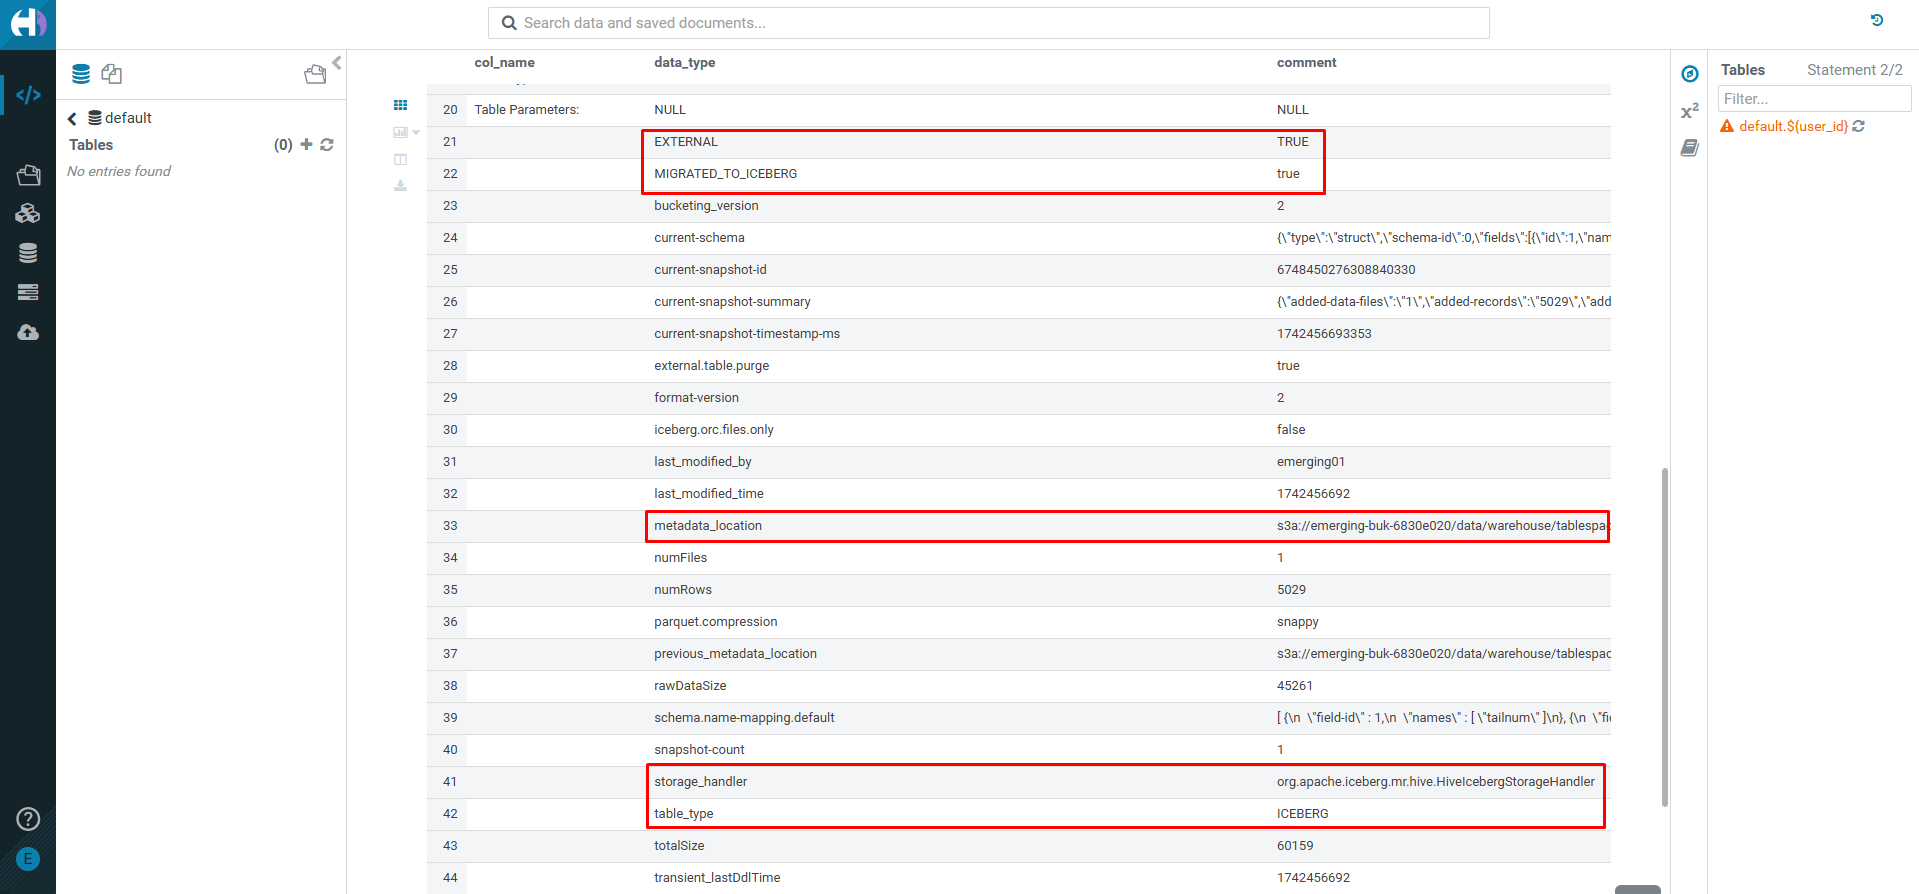 Search data and saved documents...
default
Tables (0)
No entries found
col_name data_type comment
20 Table Parameters: NULL NULL
21 EXTERNAL TRUE
22 MIGRATED_TO_ICEBERG true
23 bucketing_version 2
24 current-schema {\"type\":\"struct\",\"schema-id\":0,\"fields\":[{\"id\":1,\"nam
25 current-snapshot-id 6748450276308840330
26 current-snapshot-summary {\"added-data-files\":\"1\",\"added-records\":\"5029\",\"add
27 current-snapshot-timestamp-ms 1742456693353
28 external.table.purge true
29 format-version 2
30 iceberg.orc.files.only false
31 last_modified_by emerging01
32 last_modified_time 1742456692
33 metadata_location s3a://emerging-buk-6830e020/data/warehouse/tablespac
34 numFiles 1
35 numRows 5029
36 parquet.compression snappy
37 previous_metadata_location s3a://emerging-buk-6830e020/data/warehouse/tablespac
38 rawDataSize 45261
39 schema.name-mapping.default [ {\n \"field-id\" : 1,\n \"names\" : [ \"tailnum\" ]\n}, {\n \"fie
40 snapshot-count 1
41 storage_handler org.apache.iceberg.mr.hive.HiveIcebergStorageHandler
42 table_type ICEBERG
43 totalSize 60159
44 transient_lastDdlTime 1742456692
Tables Statement 2/2
Filter...
default.${user_id}
x²
E